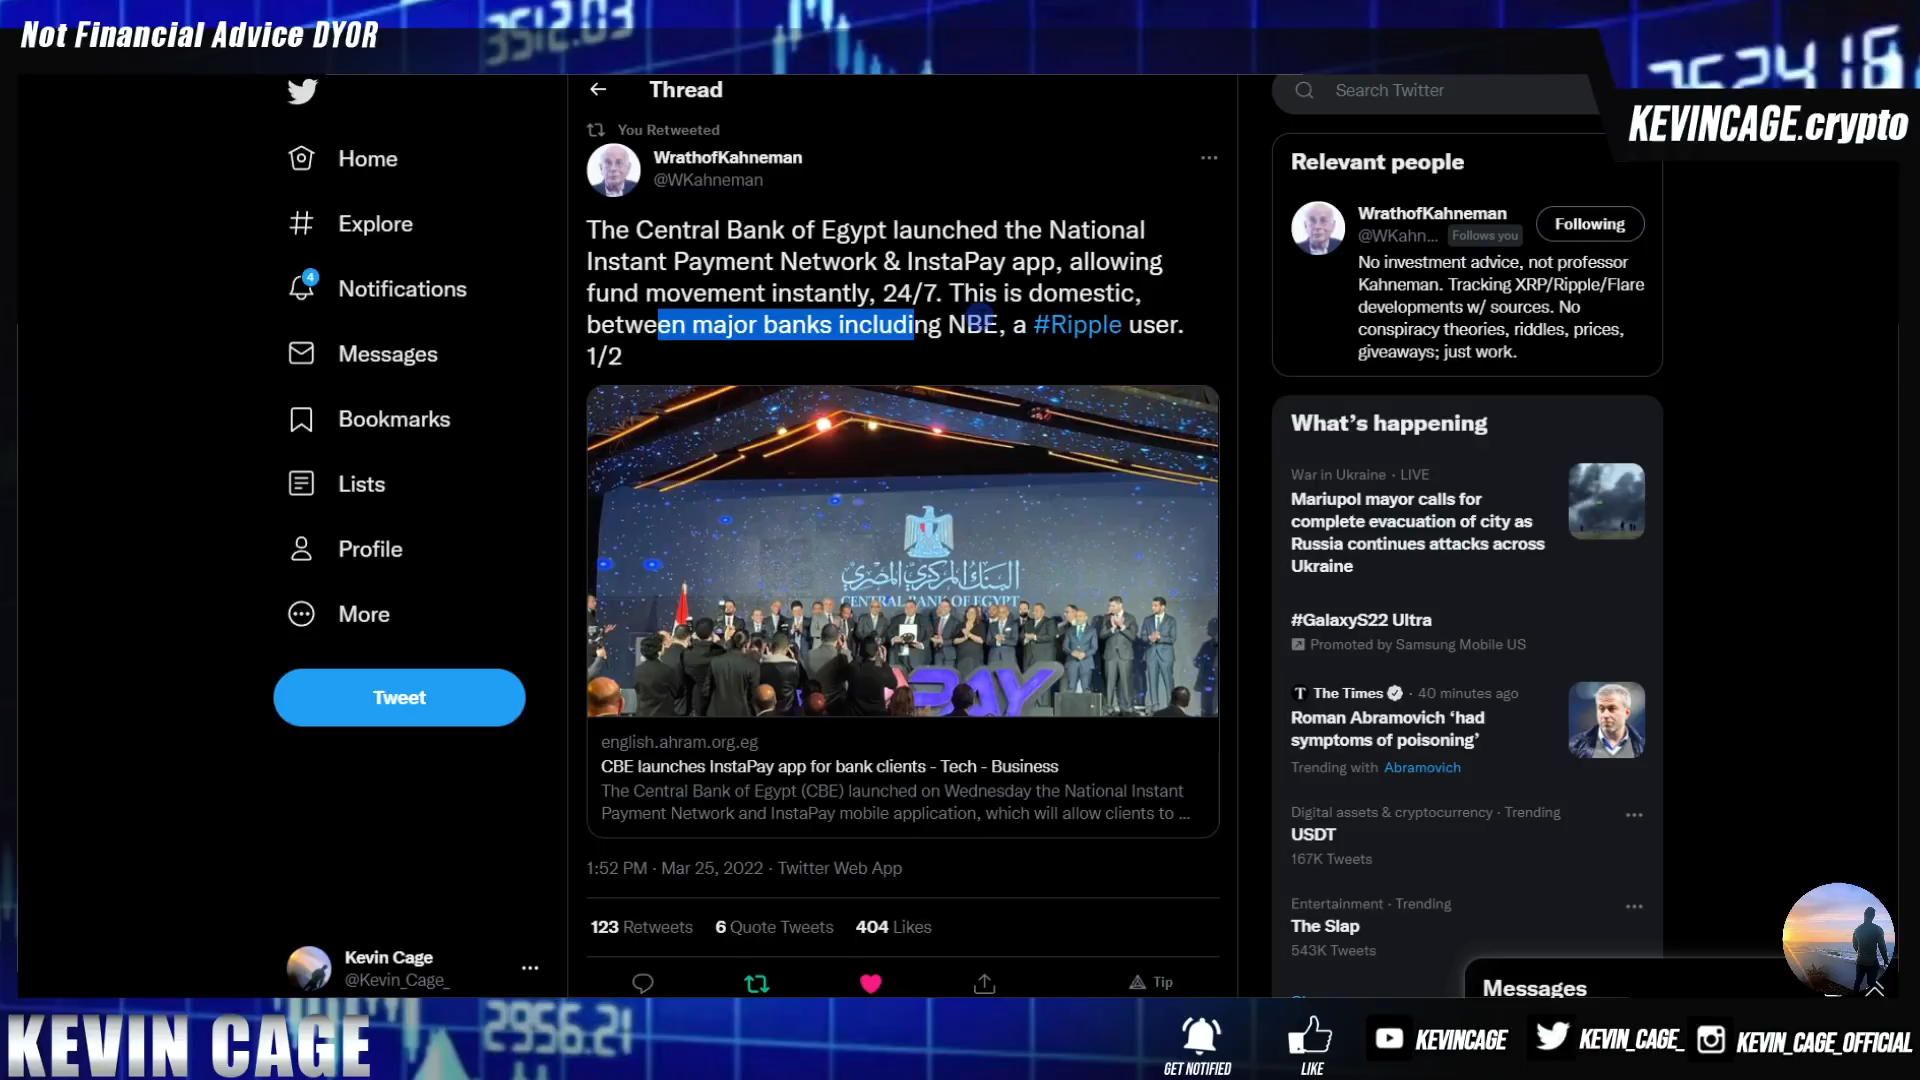 Not Financial Advice DYOR
3512.03
KEVINCAGE.crypto
Home
Explore
4
Notifications
Messages
Bookmarks
Lists
Profile
More
Tweet
Kevin Cage
@Kevin_Cage_
Thread
You Retweeted
WrathofKahneman
@WKahneman
The Central Bank of Egypt launched the National
Instant Payment Network & InstaPay app, allowing
fund movement instantly, 24/7. This is domestic,
between major banks including NBE, a #Ripple user.
1/2
البنك المركزي المصري
CENTRAL BANK OF EGYPT
PAY
english.ahram.org.eg
CBE launches InstaPay app for bank clients - Tech - Business
The Central Bank of Egypt (CBE) launched on Wednesday the National Instant
Payment Network and InstaPay mobile application, which will allow clients to ...
1:52 PM · Mar 25, 2022 · Twitter Web App
123 Retweets 6 Quote Tweets 404 Likes
Tip
Search Twitter
Relevant people
WrathofKahneman
@WKahn... Follows you
Following
No investment advice, not professor
Kahneman. Tracking XRP/Ripple/Flare
developments w/ sources. No
conspiracy theories, riddles, prices,
giveaways; just work.
What's happening
War in Ukraine · LIVE
Mariupol mayor calls for
complete evacuation of city as
Russia continues attacks across
Ukraine
#GalaxyS22 Ultra
Promoted by Samsung Mobile US
The Times · 40 minutes ago
Roman Abramovich 'had
symptoms of poisoning'
Trending with Abramovich
Digital assets & cryptocurrency · Trending
USDT
167K Tweets
Entertainment · Trending
The Slap
543K Tweets
Messages
KEVIN CAGE
2956.21
GET NOTIFIED
LIKE
KEVINCAGE
KEVIN_CAGE_
KEVIN_CAGE_OFFICIAL